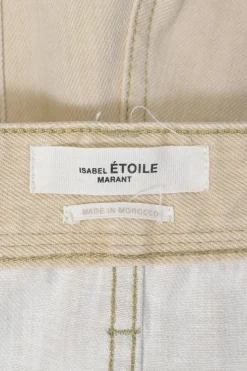 ISABEL ÉTOILE
MARANT
MADE IN MOROCCO